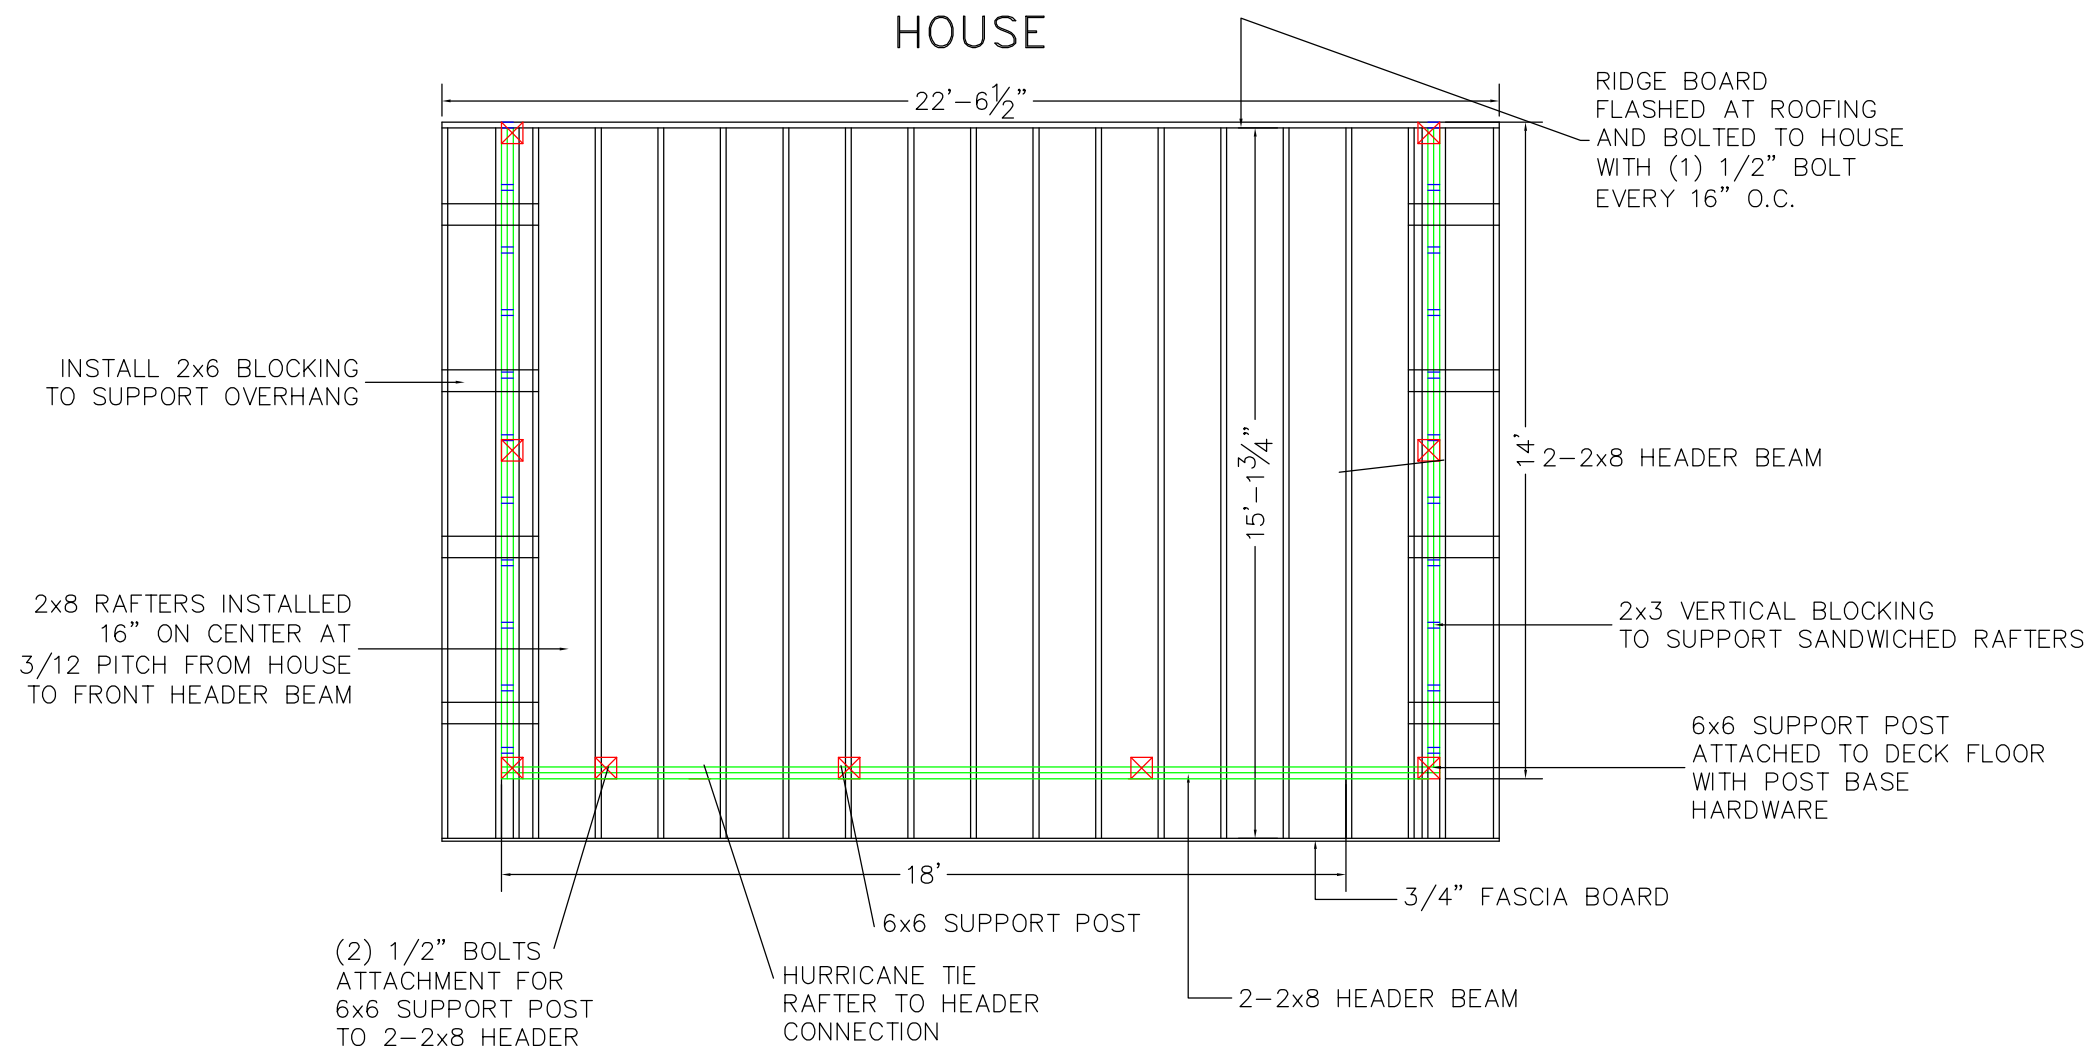 HOUSE
22'-6 1/2"
RIDGE BOARD
FLASHED AT ROOFING
AND BOLTED TO HOUSE
WITH (1) 1/2" BOLT
EVERY 16" O.C.
INSTALL 2x6 BLOCKING
TO SUPPORT OVERHANG
15'-1 3/4"
14'
2-2x8 HEADER BEAM
2x8 RAFTERS INSTALLED
16" ON CENTER AT
3/12 PITCH FROM HOUSE
TO FRONT HEADER BEAM
2x3 VERTICAL BLOCKING
TO SUPPORT SANDWICHED RAFTERS
6x6 SUPPORT POST
ATTACHED TO DECK FLOOR
WITH POST BASE
HARDWARE
18'
3/4" FASCIA BOARD
6x6 SUPPORT POST
(2) 1/2" BOLTS
ATTACHMENT FOR
6x6 SUPPORT POST
TO 2-2x8 HEADER
HURRICANE TIE
RAFTER TO HEADER
CONNECTION
2-2x8 HEADER BEAM